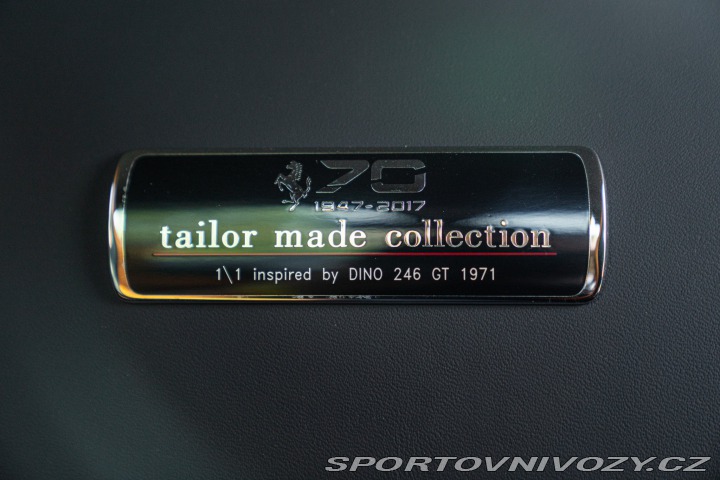 70
1947-2017
tailor made collection
1\1 inspired by DINO 246 GT 1971
SPORTOVNIVOZY.CZ